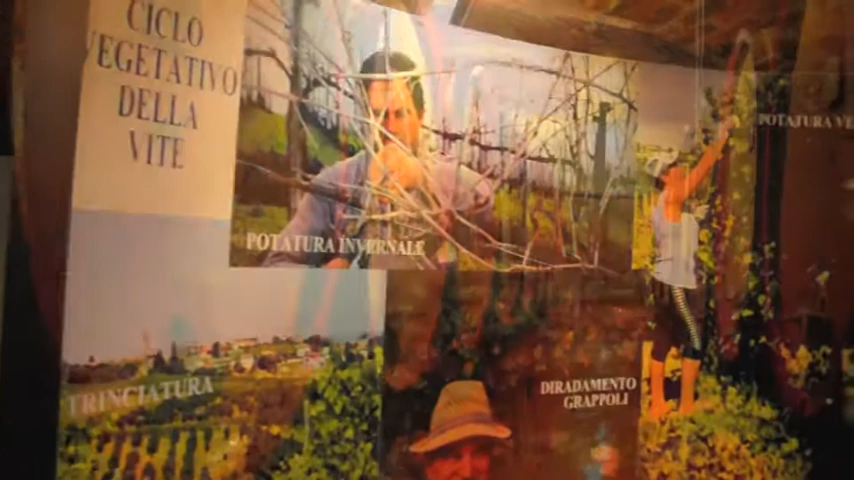 CICLO
VEGETATIVO
DELLA
VITE
POTATURA INVERNALE
POTATURA VE
TRINCIATURA
DIRADAMENTO
GRAPPOLI